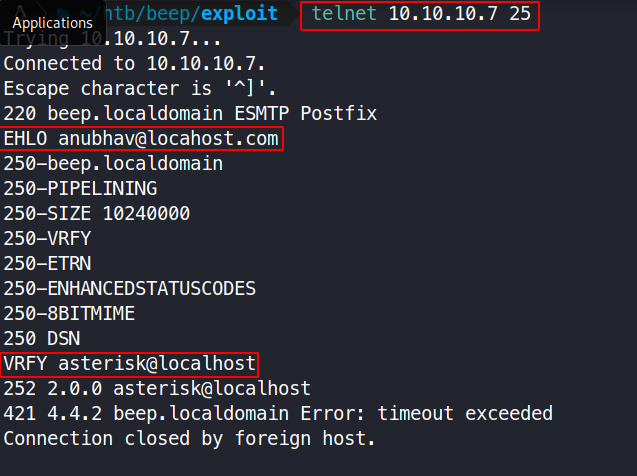 Applications
~/htb/beep/exploit telnet 10.10.10.7 25
Trying 10.10.10.7...
Connected to 10.10.10.7.
Escape character is '^]'.
220 beep.localdomain ESMTP Postfix
EHLO anubhav@locahost.com
250-beep.localdomain
250-PIPELINING
250-SIZE 10240000
250-VRFY
250-ETRN
250-ENHANCEDSTATUSCODES
250-8BITMIME
250 DSN
VRFY asterisk@localhost
252 2.0.0 asterisk@localhost
421 4.4.2 beep.localdomain Error: timeout exceeded
Connection closed by foreign host.